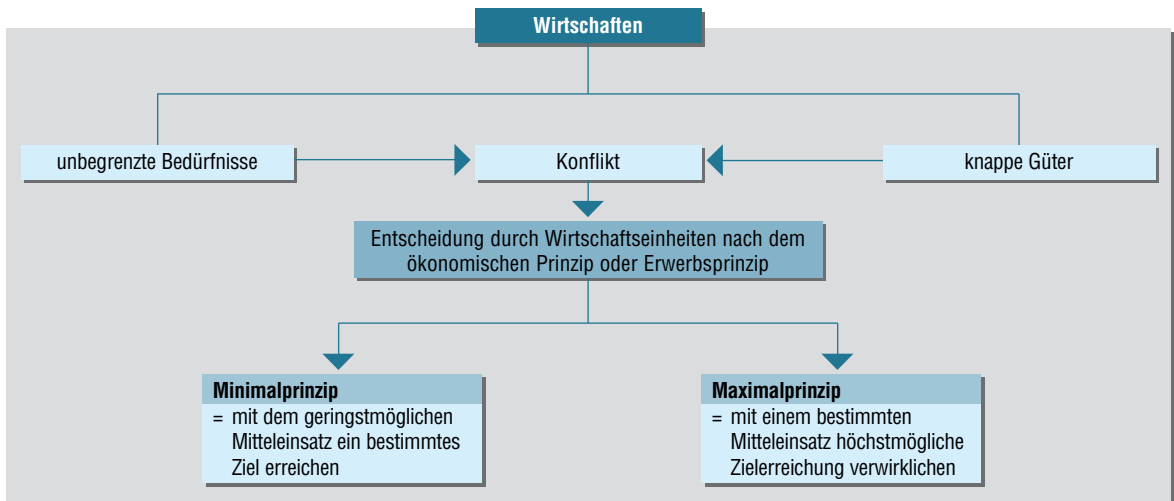 Wirtschaften
unbegrenzte Bedürfnisse
Konflikt
knappe Güter
Entscheidung durch Wirtschaftseinheiten nach dem
ökonomischen Prinzip oder Erwerbsprinzip
Minimalprinzip
= mit dem geringstmöglichen
Mitteleinsatz ein bestimmtes
Ziel erreichen
Maximalprinzip
= mit einem bestimmten
Mitteleinsatz höchstmögliche
Zielerreichung verwirklichen